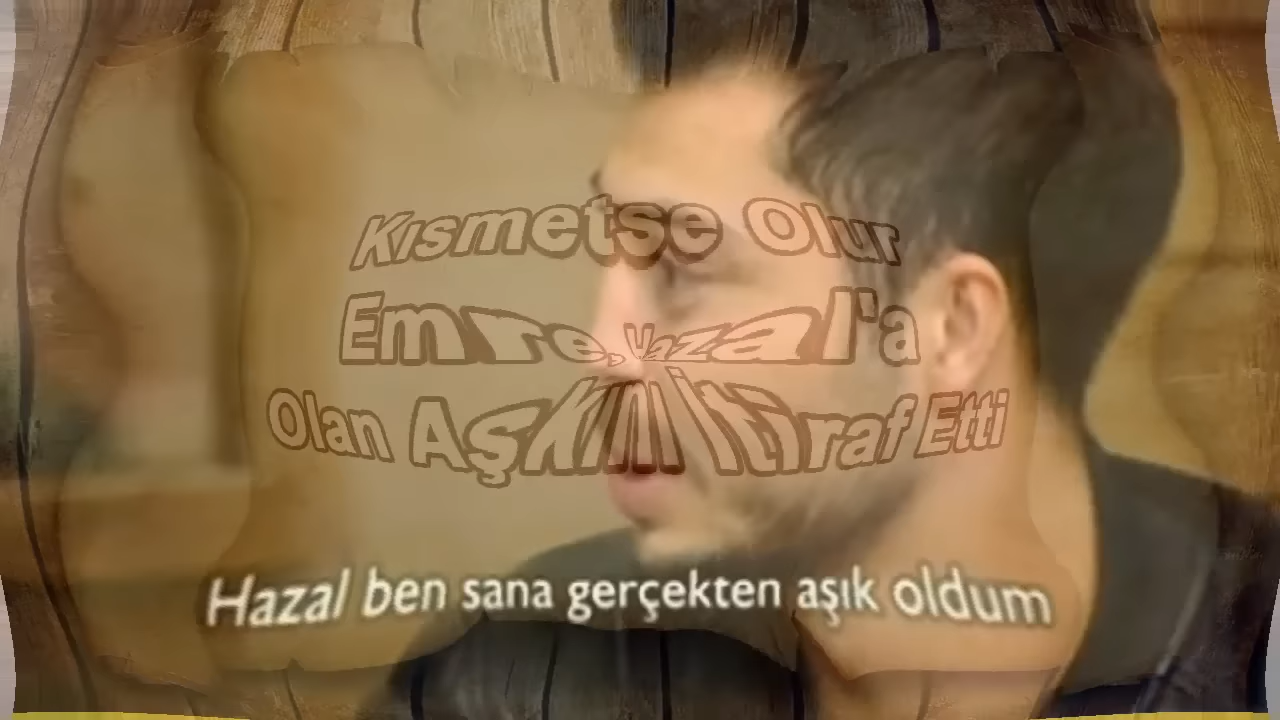 Kısmetse Olur
Emre, Hazal'a
Olan Aşkını İtiraf Etti
Hazal ben sana gerçekten aşık oldum